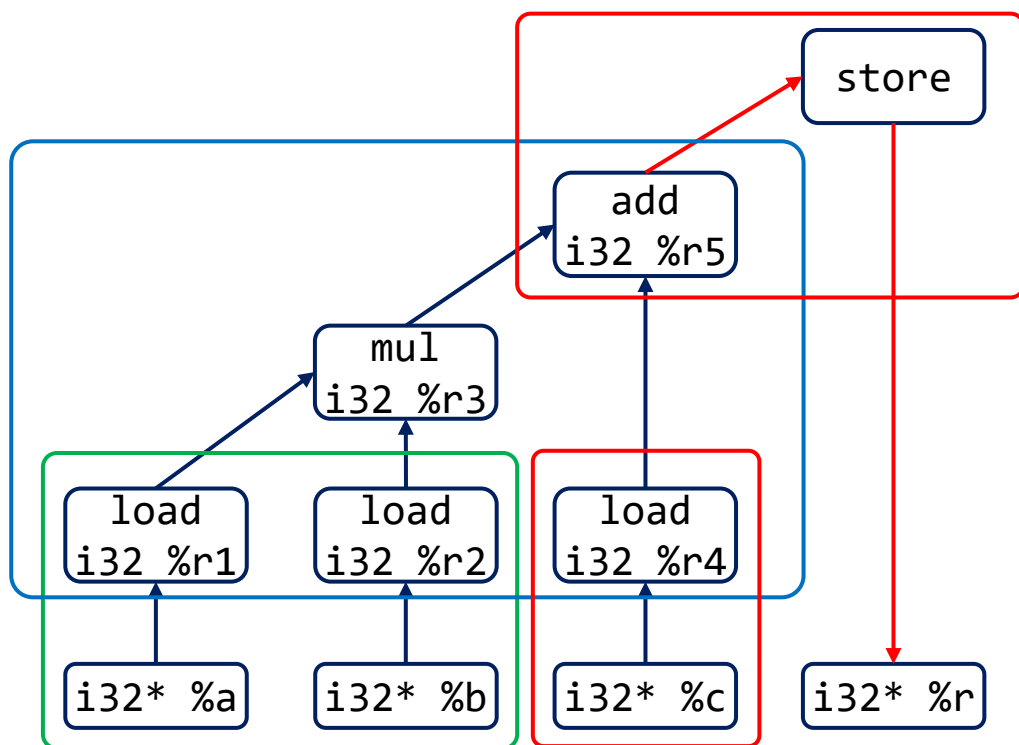 store
add
i32 %r5
mul
i32 %r3
load
i32 %r1
load
i32 %r2
load
i32 %r4
i32* %a
i32* %b
i32* %c
i32* %r